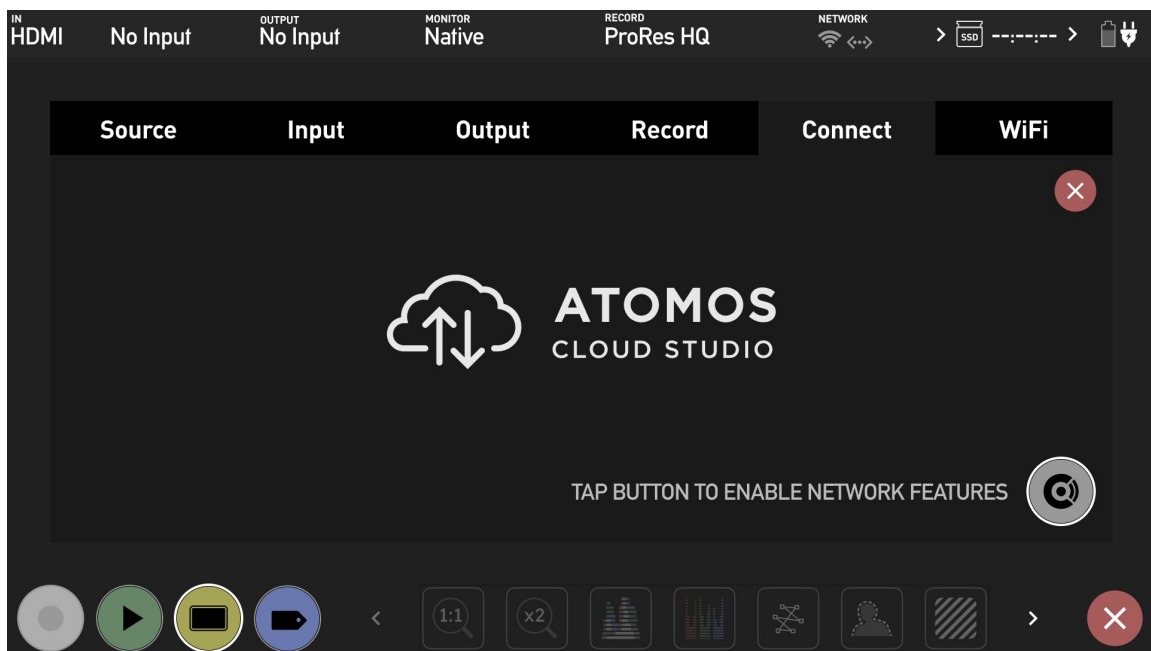 IN
HDMI
No Input
OUTPUT
No Input
MONITOR
Native
RECORD
ProRes HQ
NETWORK
SSD --:--:--
Source Input Output Record Connect WiFi
ATOMOS
CLOUD STUDIO
TAP BUTTON TO ENABLE NETWORK FEATURES
1:1 x2